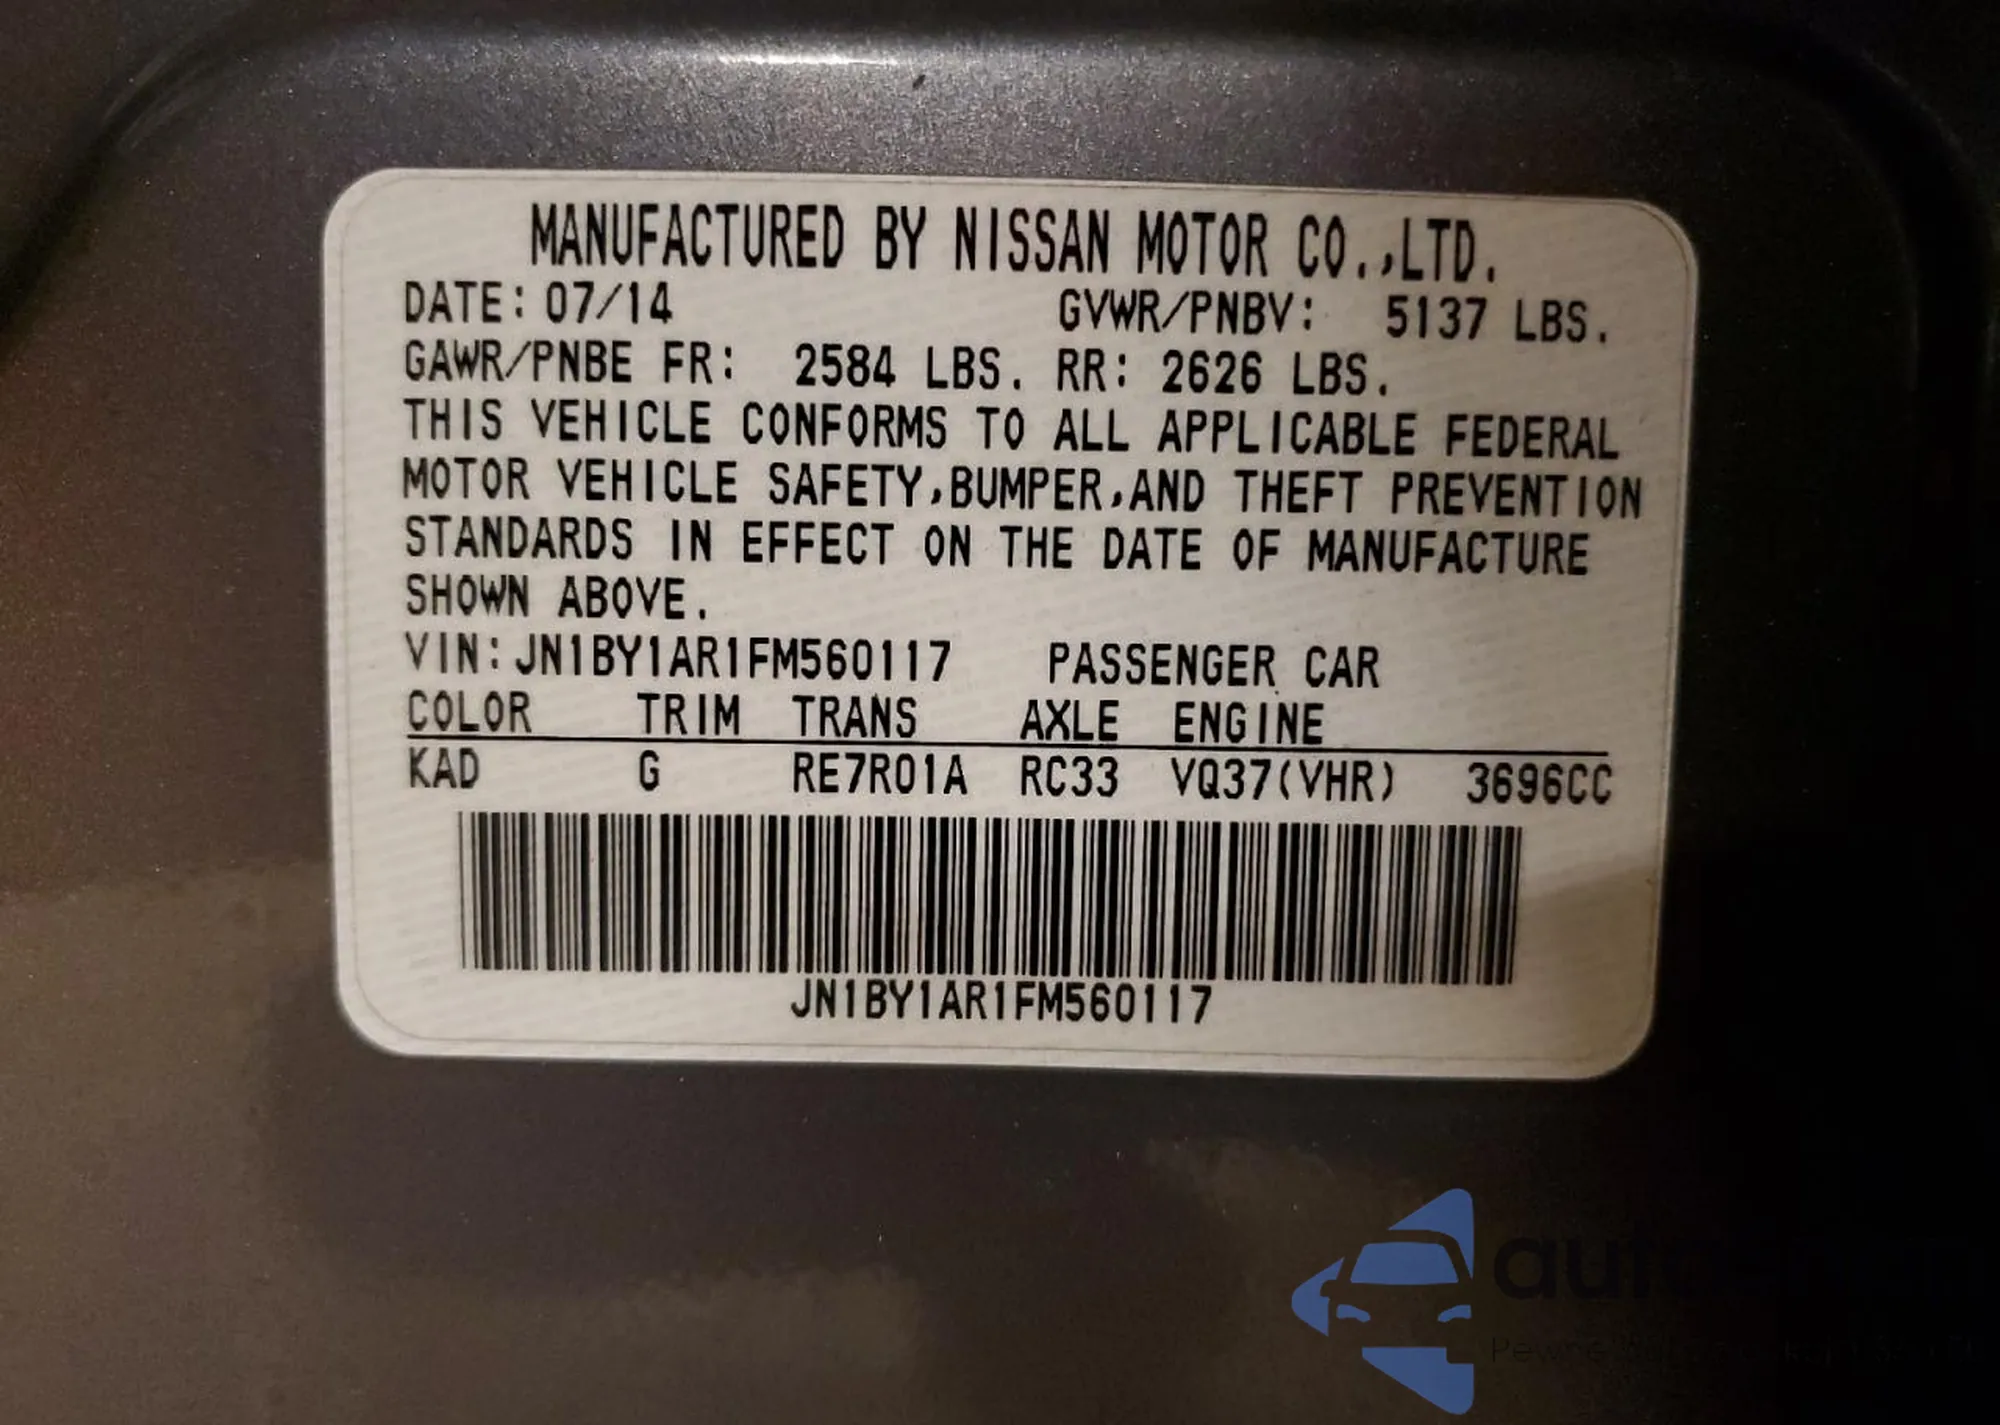 MANUFACTURED BY NISSAN MOTOR CO.,LTD.
DATE: 07/14 GVWR/PNBV: 5137 LBS.
GAWR/PNBE FR: 2584 LBS. RR: 2626 LBS.
THIS VEHICLE CONFORMS TO ALL APPLICABLE FEDERAL
MOTOR VEHICLE SAFETY,BUMPER,AND THEFT PREVENTION
STANDARDS IN EFFECT ON THE DATE OF MANUFACTURE
SHOWN ABOVE.
VIN:JN1BY1AR1FM560117 PASSENGER CAR
COLOR TRIM TRANS AXLE ENGINE
KAD G RE7R01A RC33 VQ37(VHR) 3696CC
JN1BY1AR1FM560117